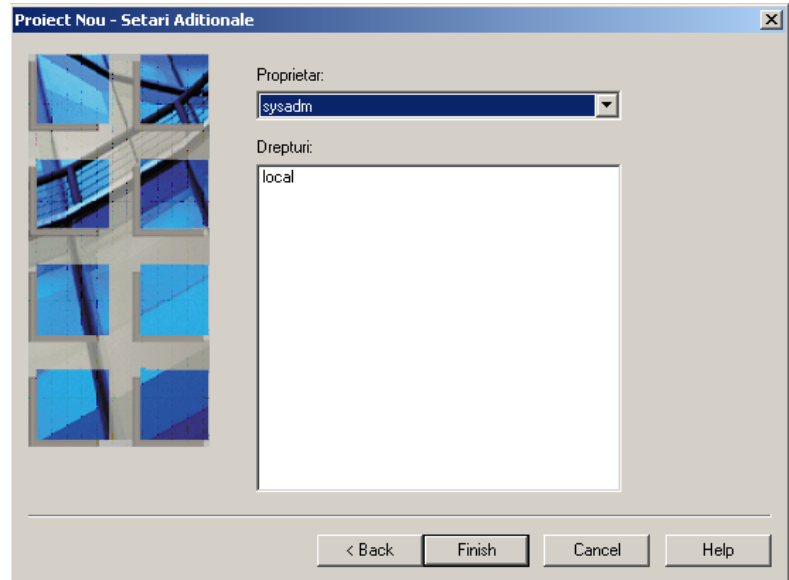 Proiect Nou - Setari Aditionale
Proprietar:
sysadm
Drepturi:
local
< Back Finish Cancel Help